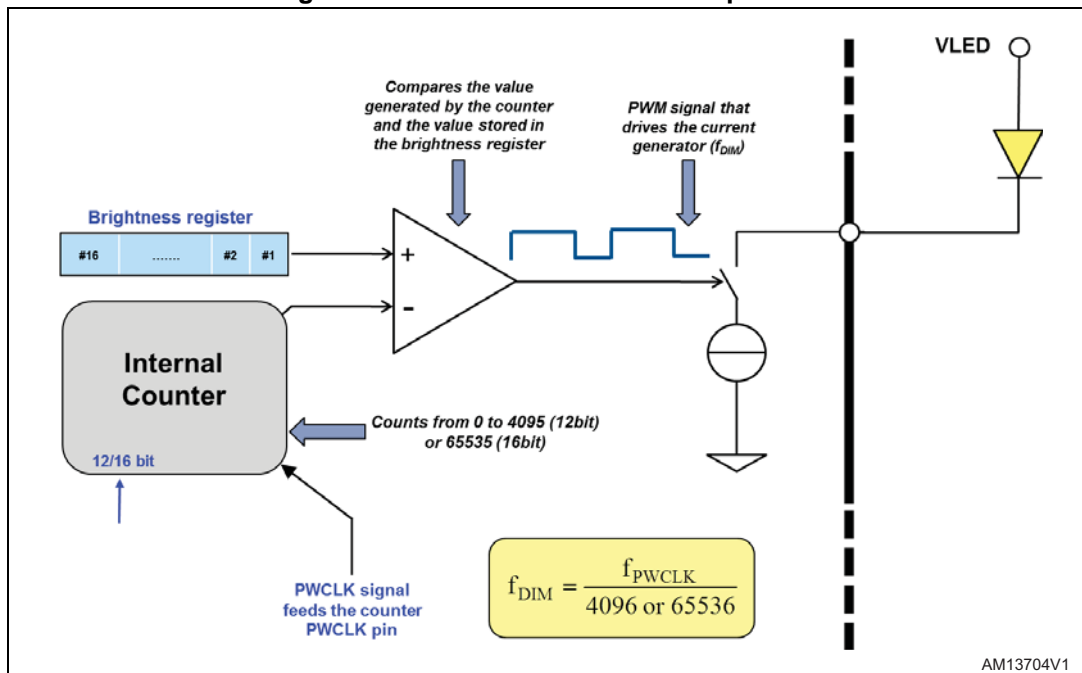 VLED
Compares the value
generated by the counter
and the value stored in
the brightness register
PWM signal that
drives the current
generator (fDIM)
Brightness register
#16
.......
#2
#1
+
-
Internal
Counter
12/16 bit
Counts from 0 to 4095 (12bit)
or 65535 (16bit)
PWCLK signal
feeds the counter
PWCLK pin
fDIM = fPWCLK / 4096 or 65536
AM13704V1